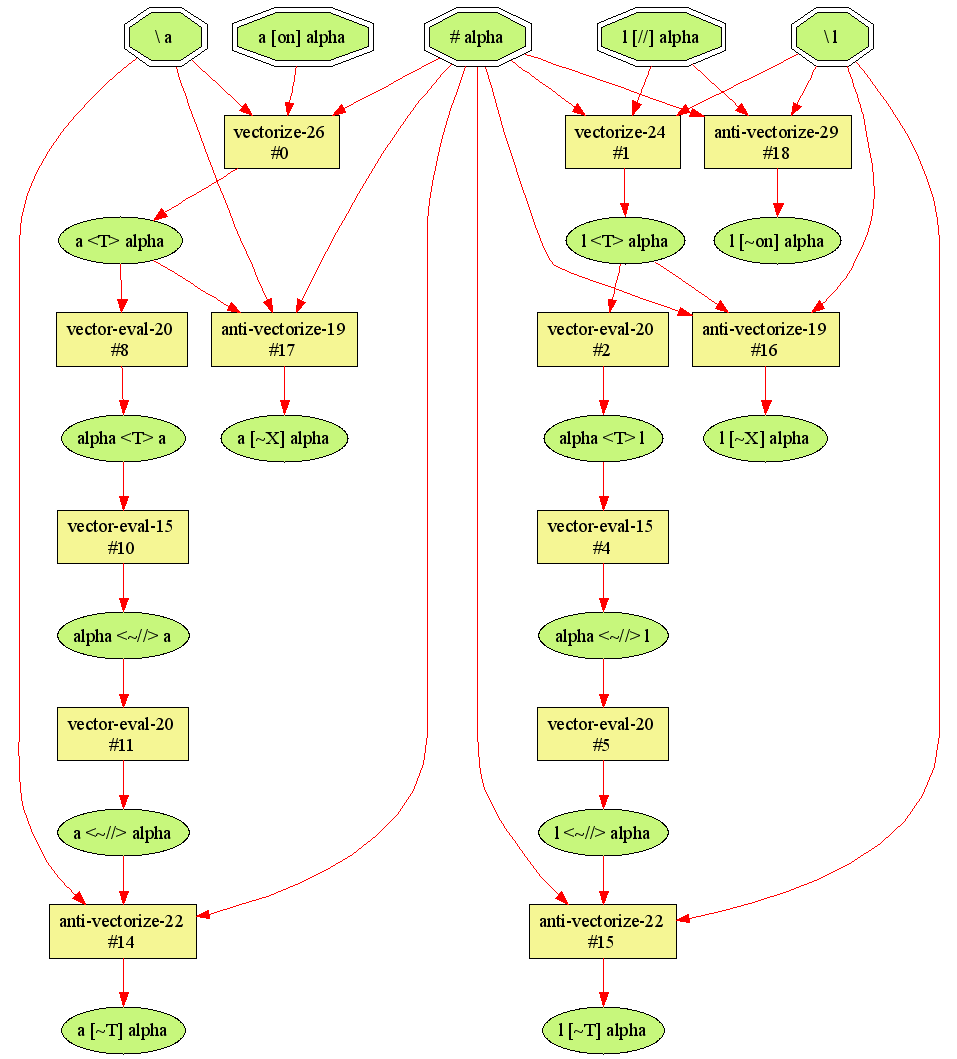 \ a
a [on] alpha
# alpha
l [//] alpha
\ l
vectorize-26
#0
vectorize-24
#1
anti-vectorize-29
#18
a <T> alpha
l <T> alpha
l [~on] alpha
vector-eval-20
#8
anti-vectorize-19
#17
vector-eval-20
#2
anti-vectorize-19
#16
alpha <T> a
a [~X] alpha
alpha <T> l
l [~X] alpha
vector-eval-15
#10
vector-eval-15
#4
alpha <~//> a
alpha <~//> l
vector-eval-20
#11
vector-eval-20
#5
a <~//> alpha
l <~//> alpha
anti-vectorize-22
#14
anti-vectorize-22
#15
a [~T] alpha
l [~T] alpha